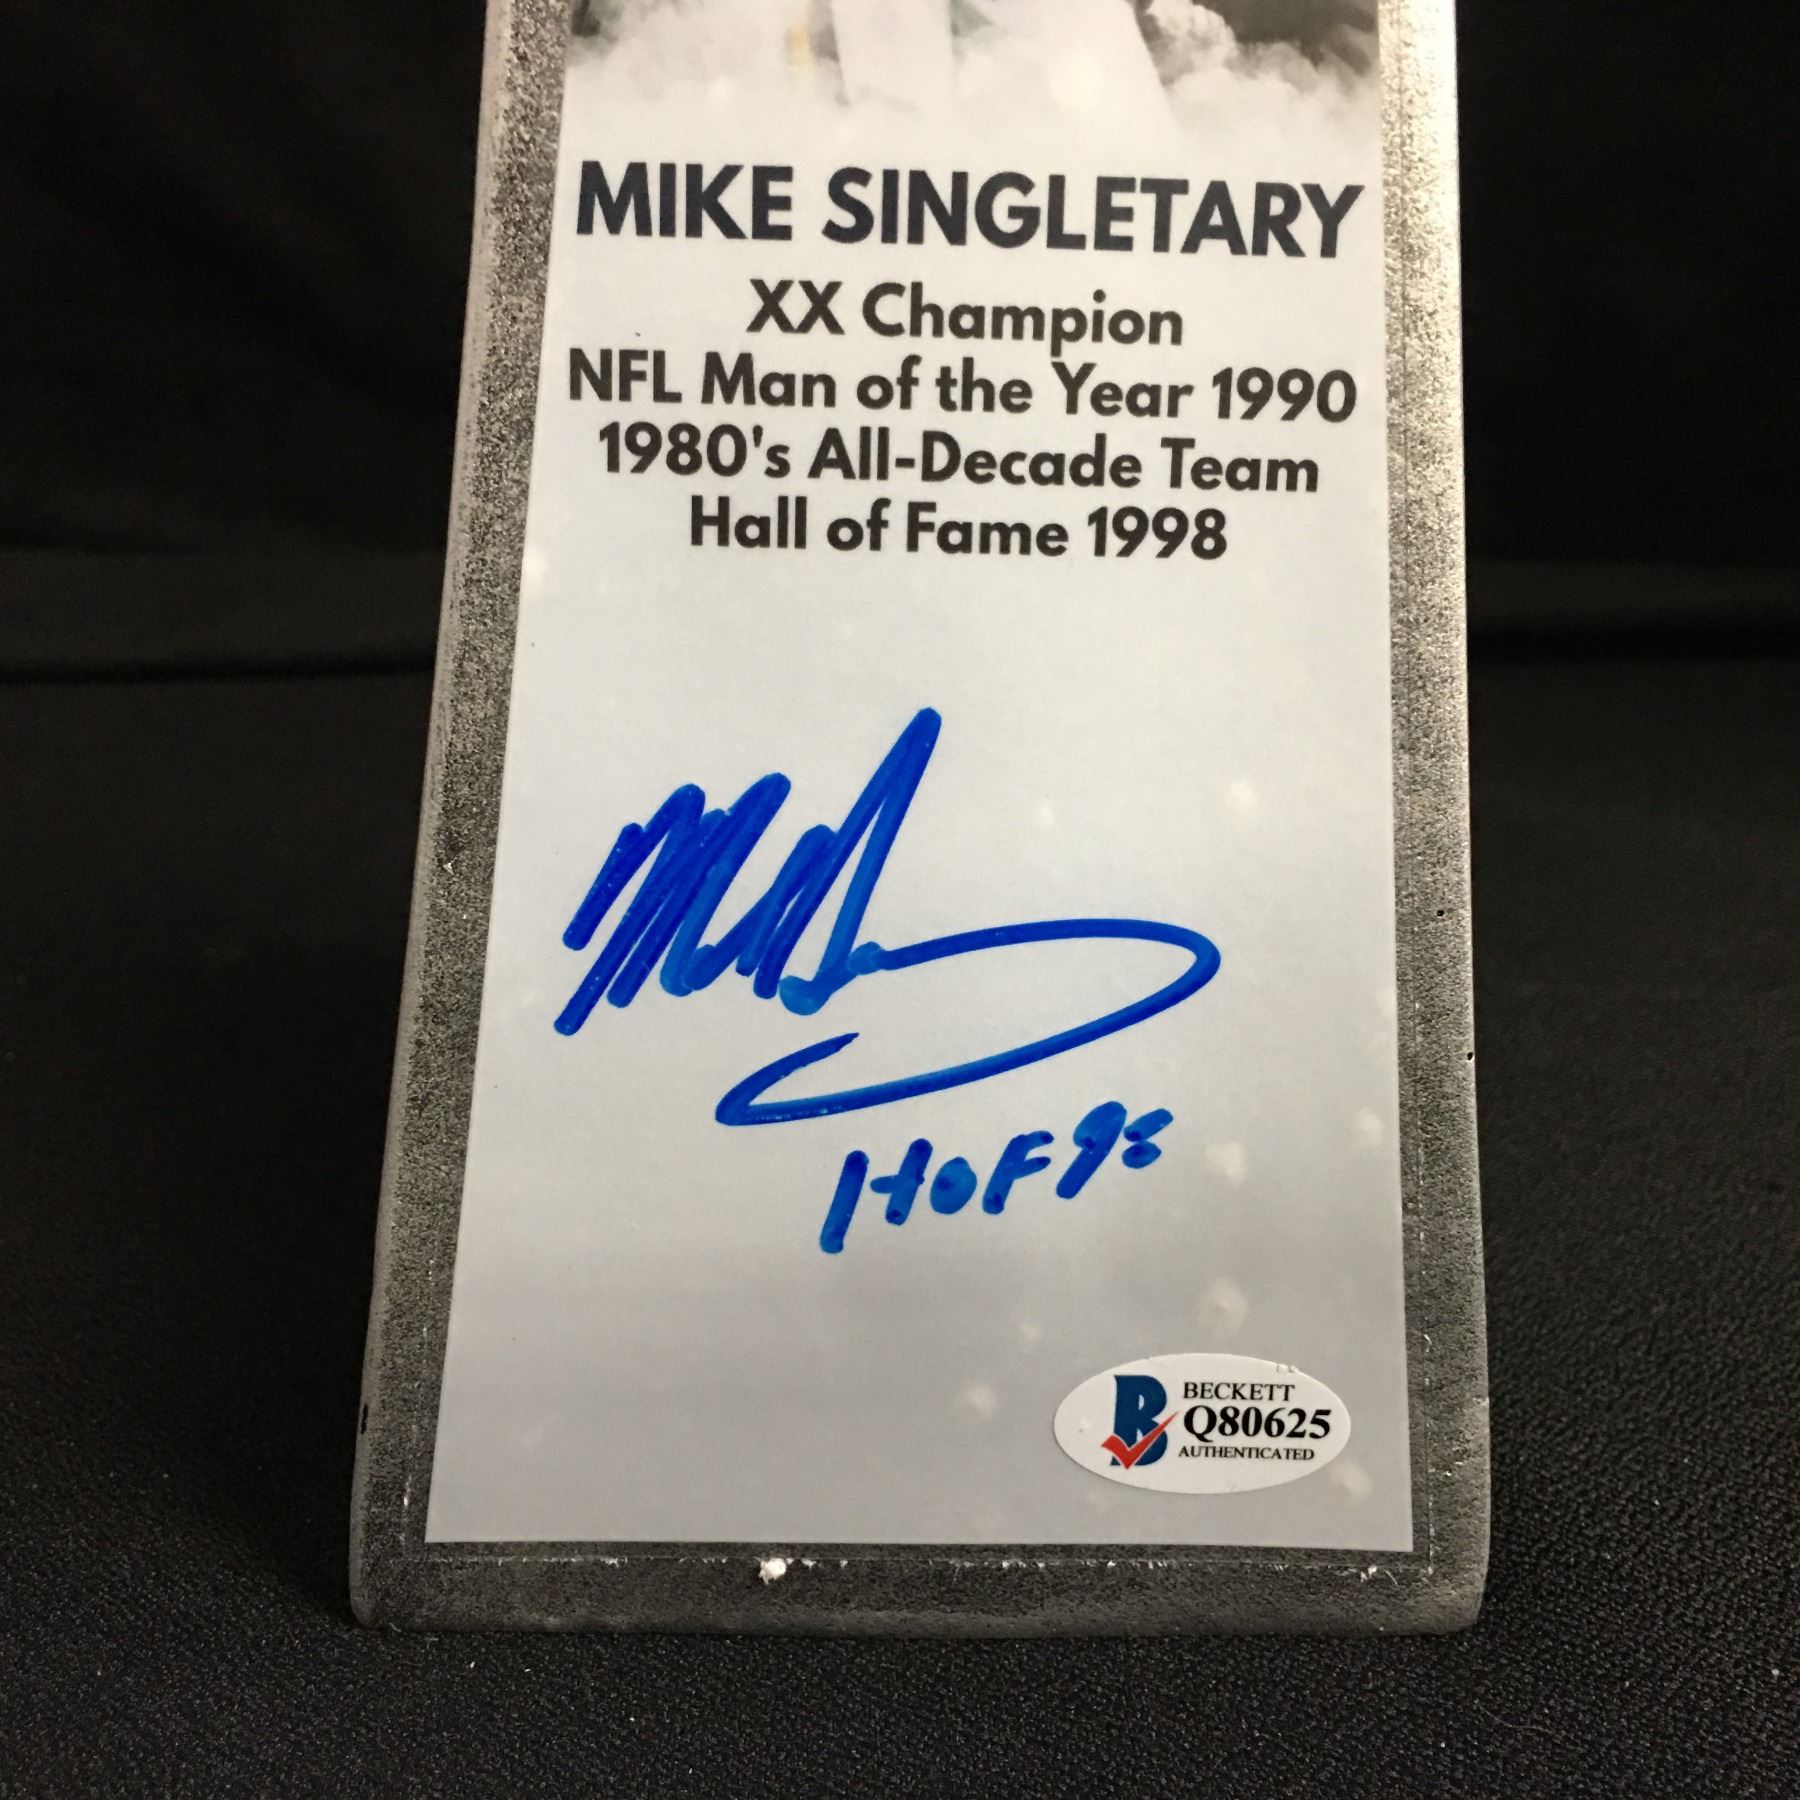 MIKE SINGLETARY
XX Champion
NFL Man of the Year 1990
1980's All-Decade Team
Hall of Fame 1998
HOF 98
BECKETT
Q80625
AUTHENTICATED